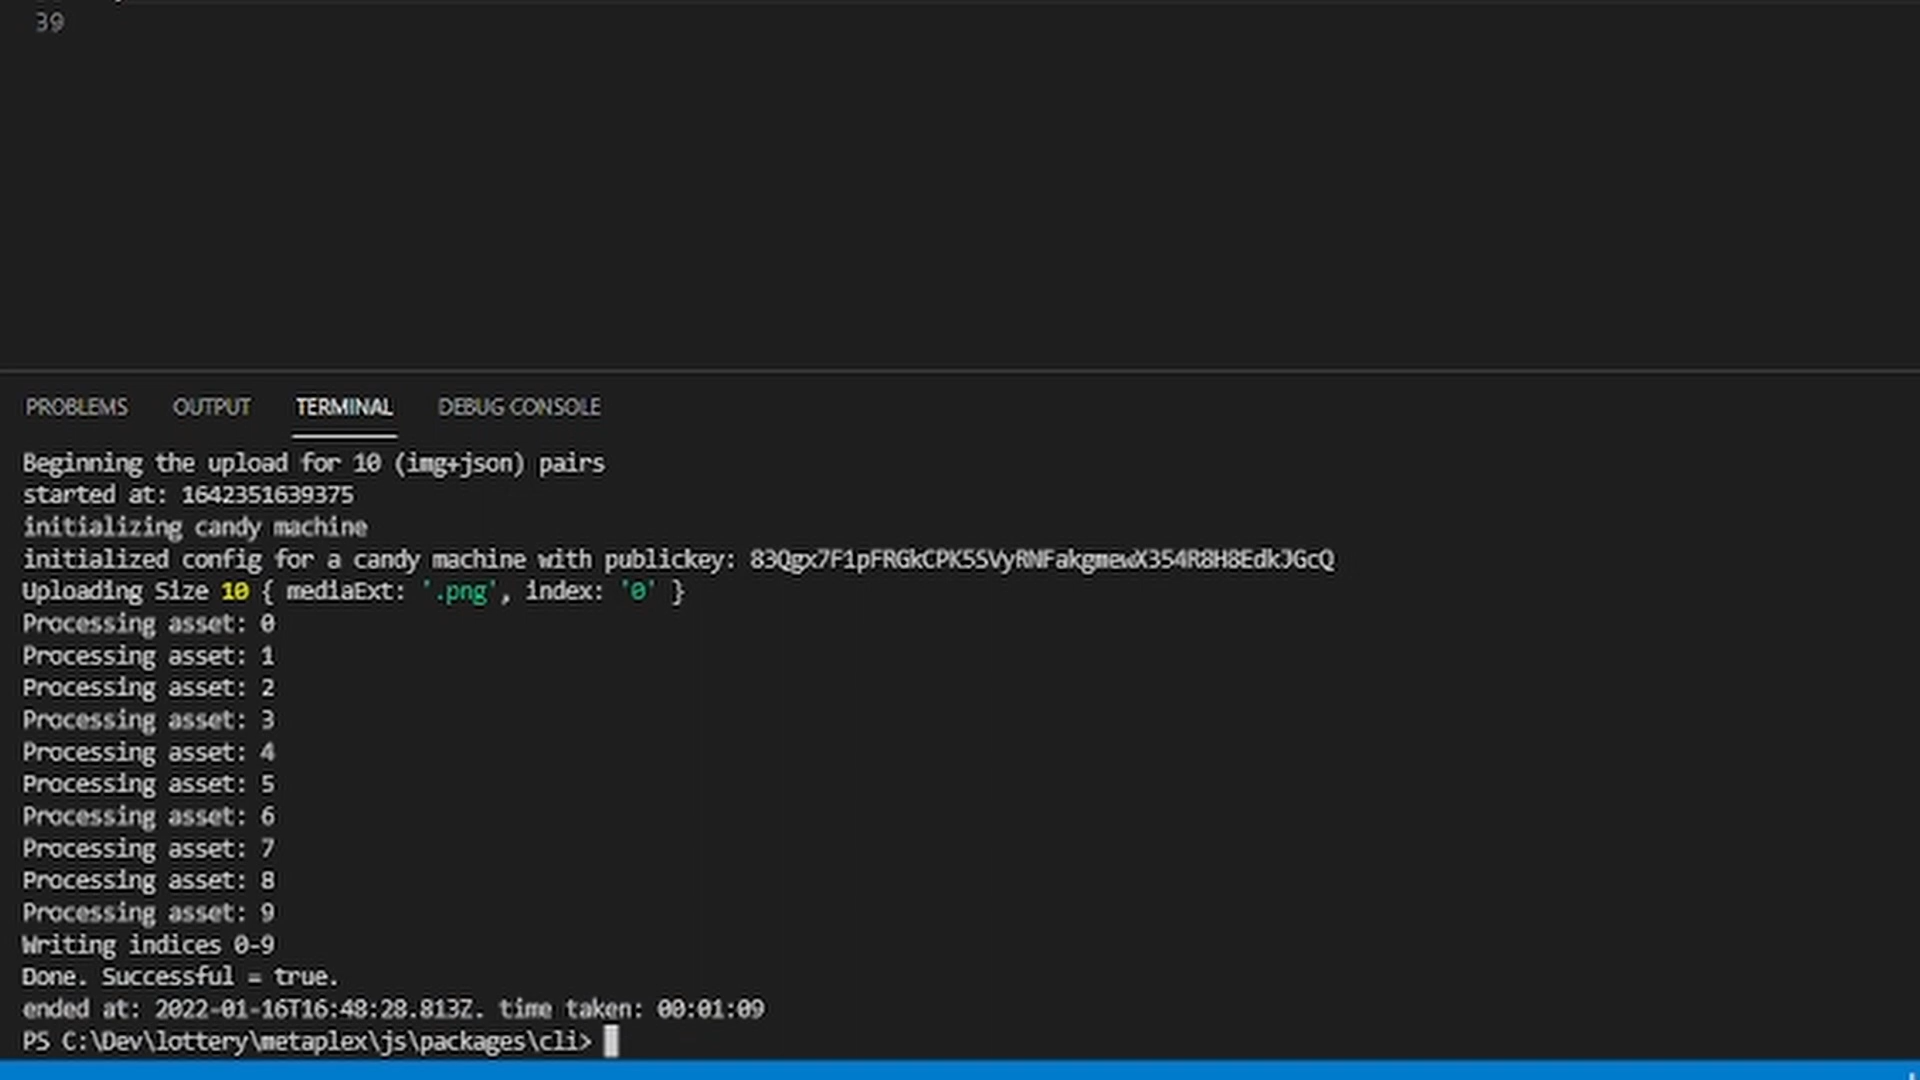 39
PROBLEMS OUTPUT TERMINAL DEBUG CONSOLE
Beginning the upload for 10 (img+json) pairs
started at: 1642351639375
initializing candy machine
initialized config for a candy machine with publickey: 83Qgx7F1pFRGkCPK5SVyRNFakgmewX354R8H8EdkJGcQ
Uploading Size 10 { mediaExt: '.png', index: '0' }
Processing asset: 0
Processing asset: 1
Processing asset: 2
Processing asset: 3
Processing asset: 4
Processing asset: 5
Processing asset: 6
Processing asset: 7
Processing asset: 8
Processing asset: 9
Writing indices 0-9
Done. Successful = true.
ended at: 2022-01-16T16:48:28.813Z. time taken: 00:01:09
PS C:\Dev\lottery\metaplex\js\packages\cli>